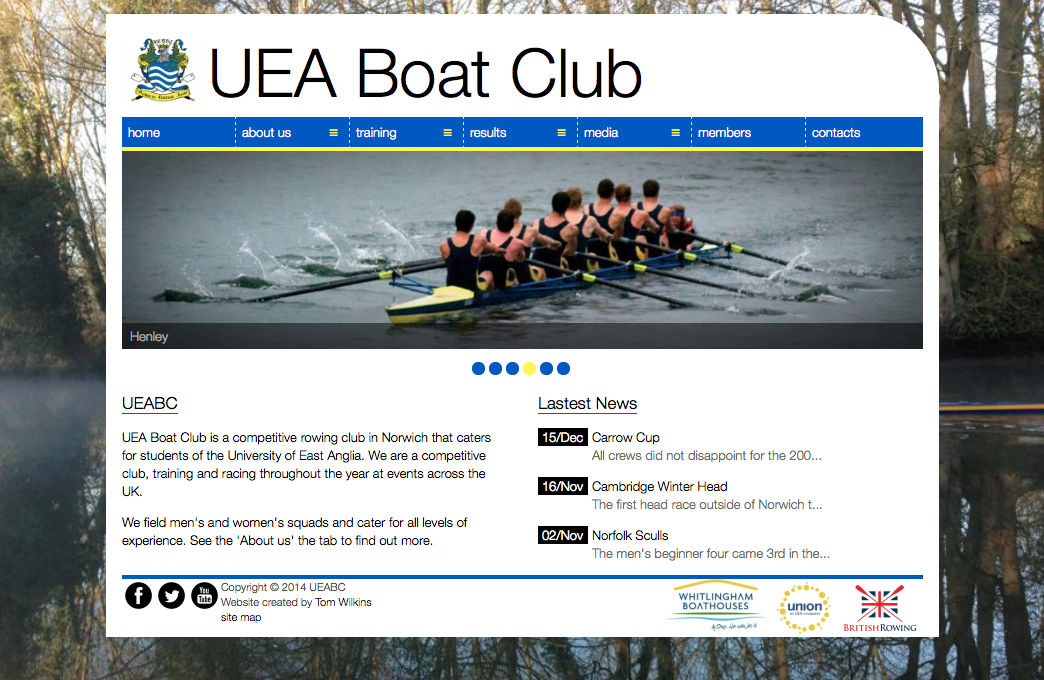 UEA Boat Club
home about us training results media members contacts
Henley
UEABC
UEA Boat Club is a competitive rowing club in Norwich that caters
for students of the University of East Anglia. We are a competitive
club, training and racing throughout the year at events across the
UK.
We field men's and women's squads and cater for all levels of
experience. See the 'About us' the tab to find out more.
Lastest News
15/Dec Carrow Cup
All crews did not disappoint for the 200...
16/Nov Cambridge Winter Head
The first head race outside of Norwich t...
02/Nov Norfolk Sculls
The men's beginner four came 3rd in the...
You
Tube
Copyright © 2014 UEABC
Website created by Tom Wilkins
site map
WHITLINGHAM
BOATHOUSES
union
BRITISHROWING